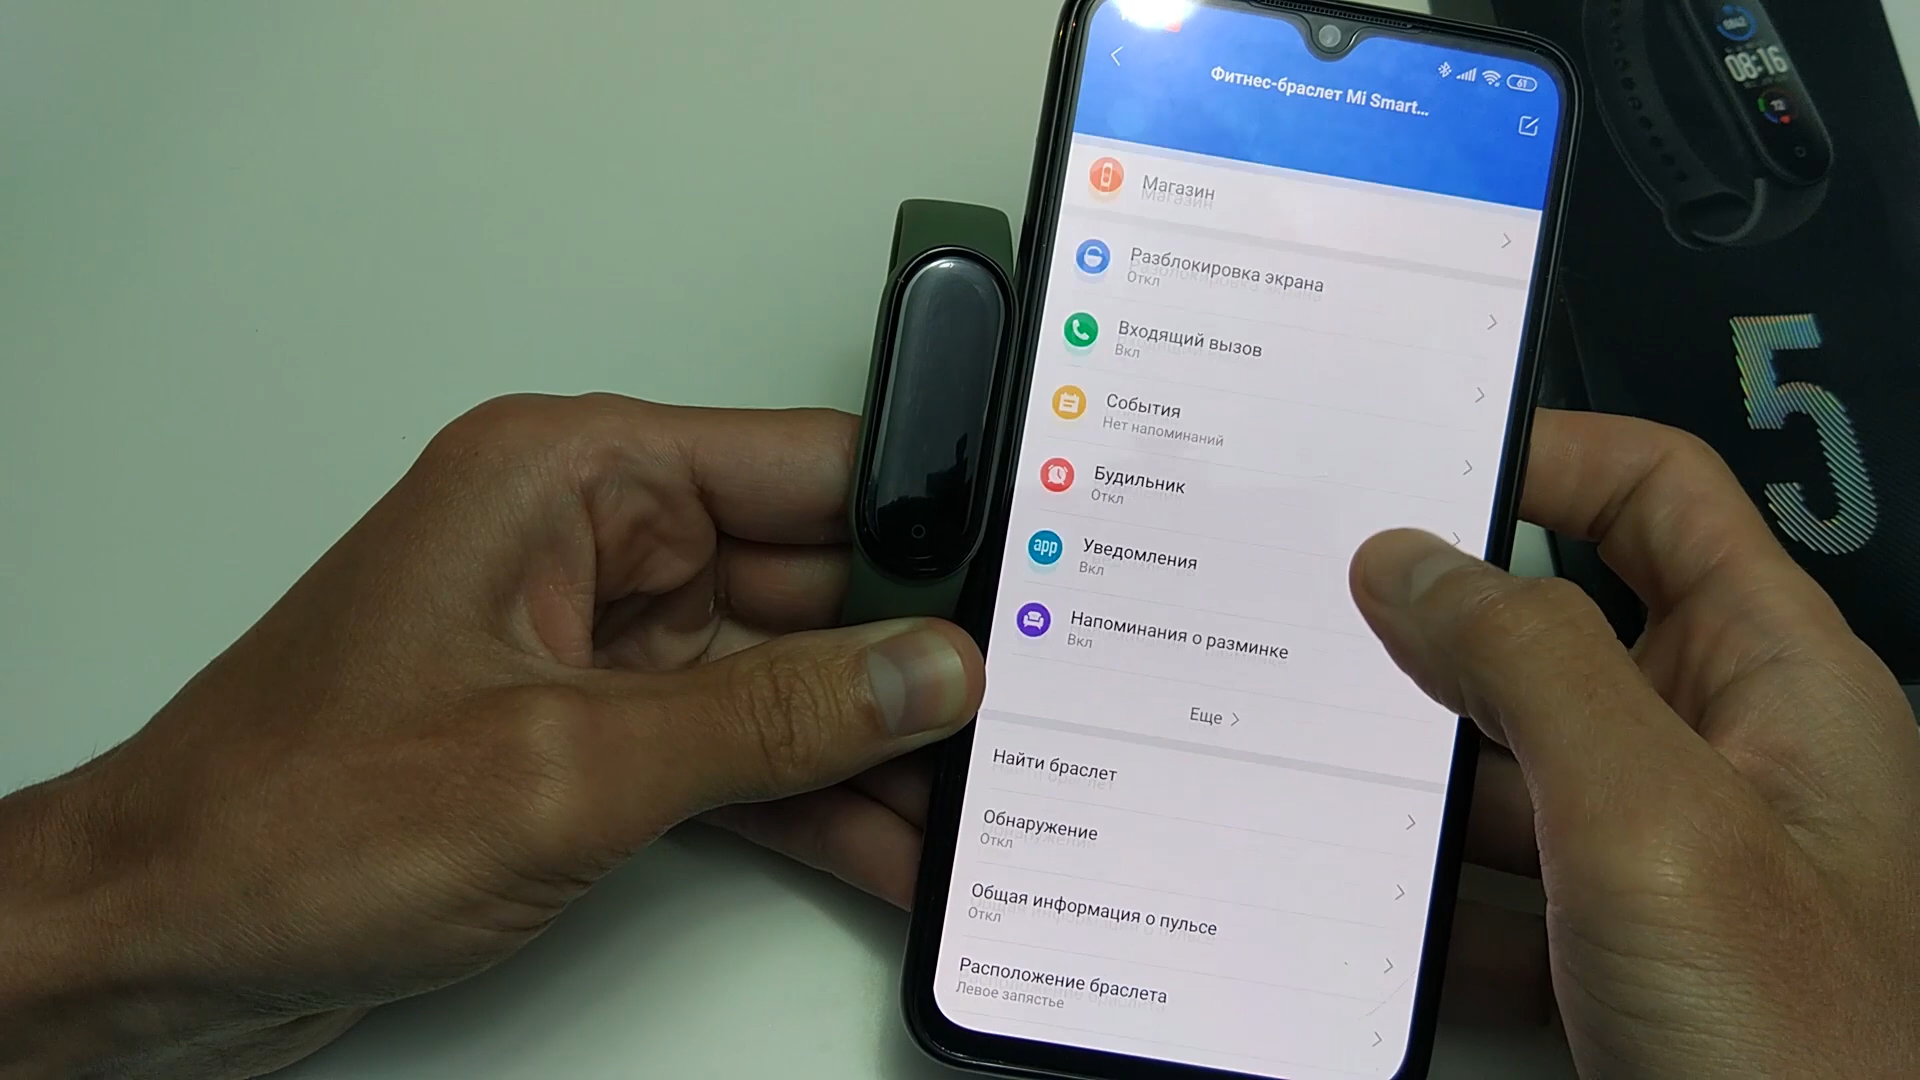 61
Фитнес-браслет Mi Smart...
Магазин
Разблокировка экрана
Откл
Входящий вызов
Вкл
События
Нет напоминаний
Будильник
Откл
app
Уведомления
Вкл
Напоминания о разминке
Вкл
Еще
Найти браслет
Обнаружение
Откл
Общая информация о пульсе
Откл
Расположение браслета
Левое запястье
08:16
5